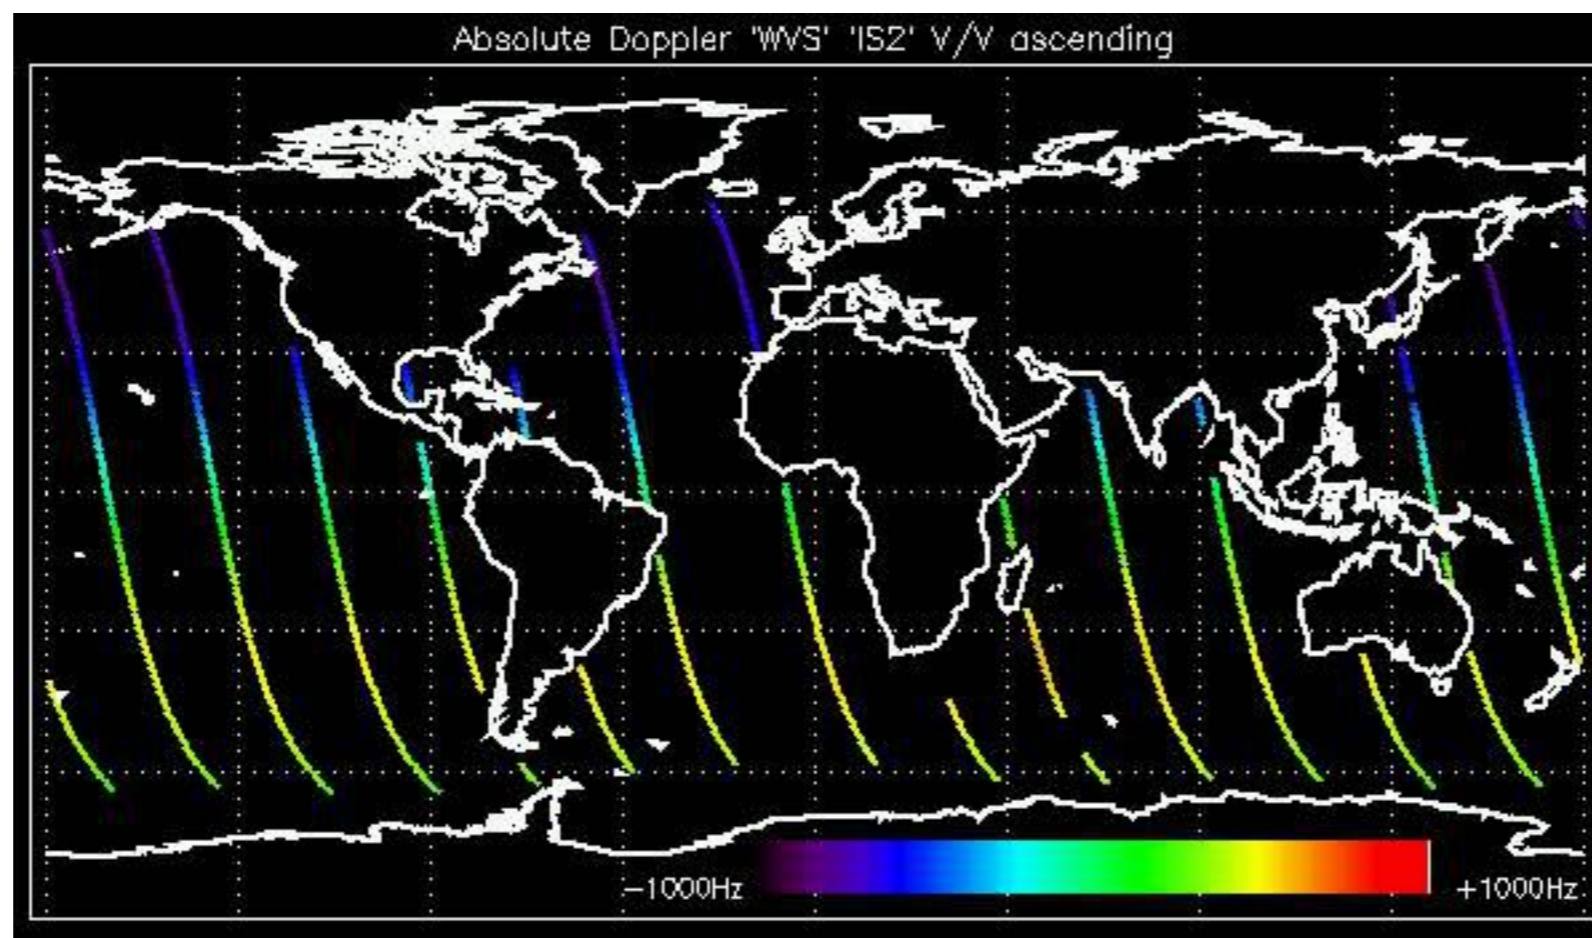 Absolute Doppler 'WVS' 'IS2' V/V ascending
−1000Hz +1000Hz